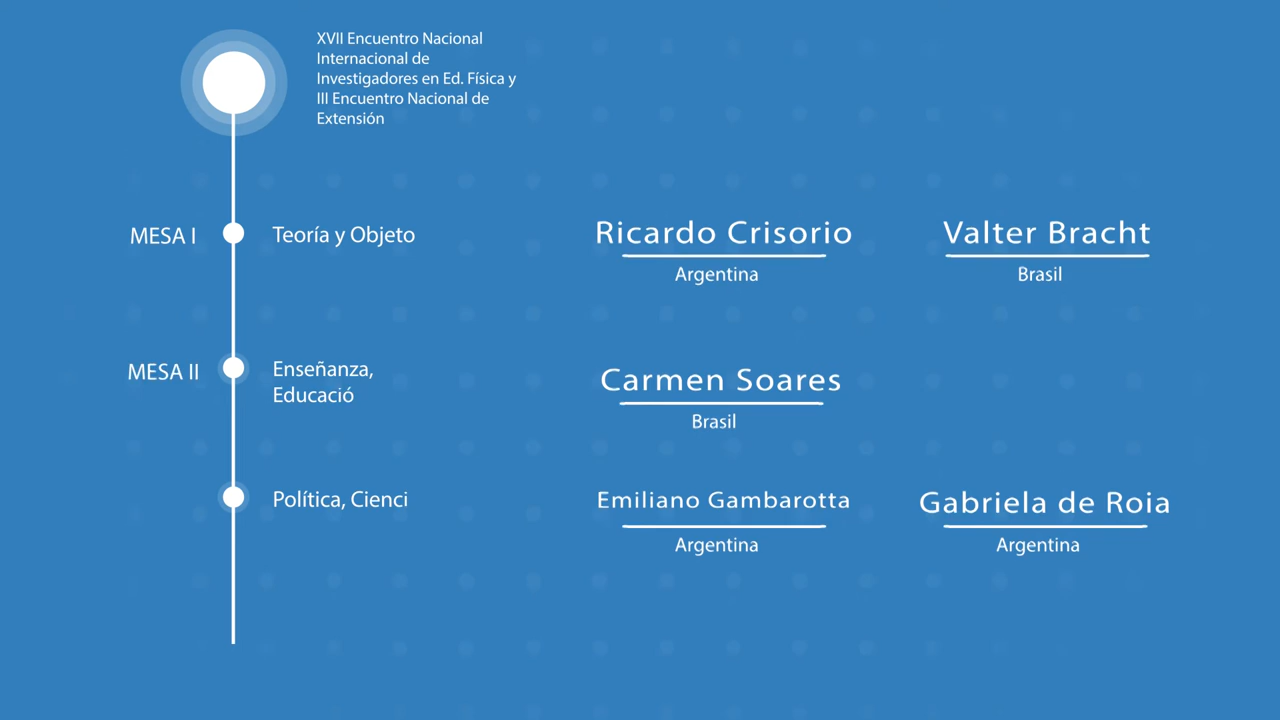 XVII Encuentro Nacional
Internacional de
Investigadores en Ed. Física y
III Encuentro Nacional de
Extensión
MESA I
Teoría y Objeto
Ricardo Crisorio
Argentina
Valter Bracht
Brasil
MESA II
Enseñanza,
Educació
Carmen Soares
Brasil
Política, Cienci
Emiliano Gambarotta
Argentina
Gabriela de Roia
Argentina